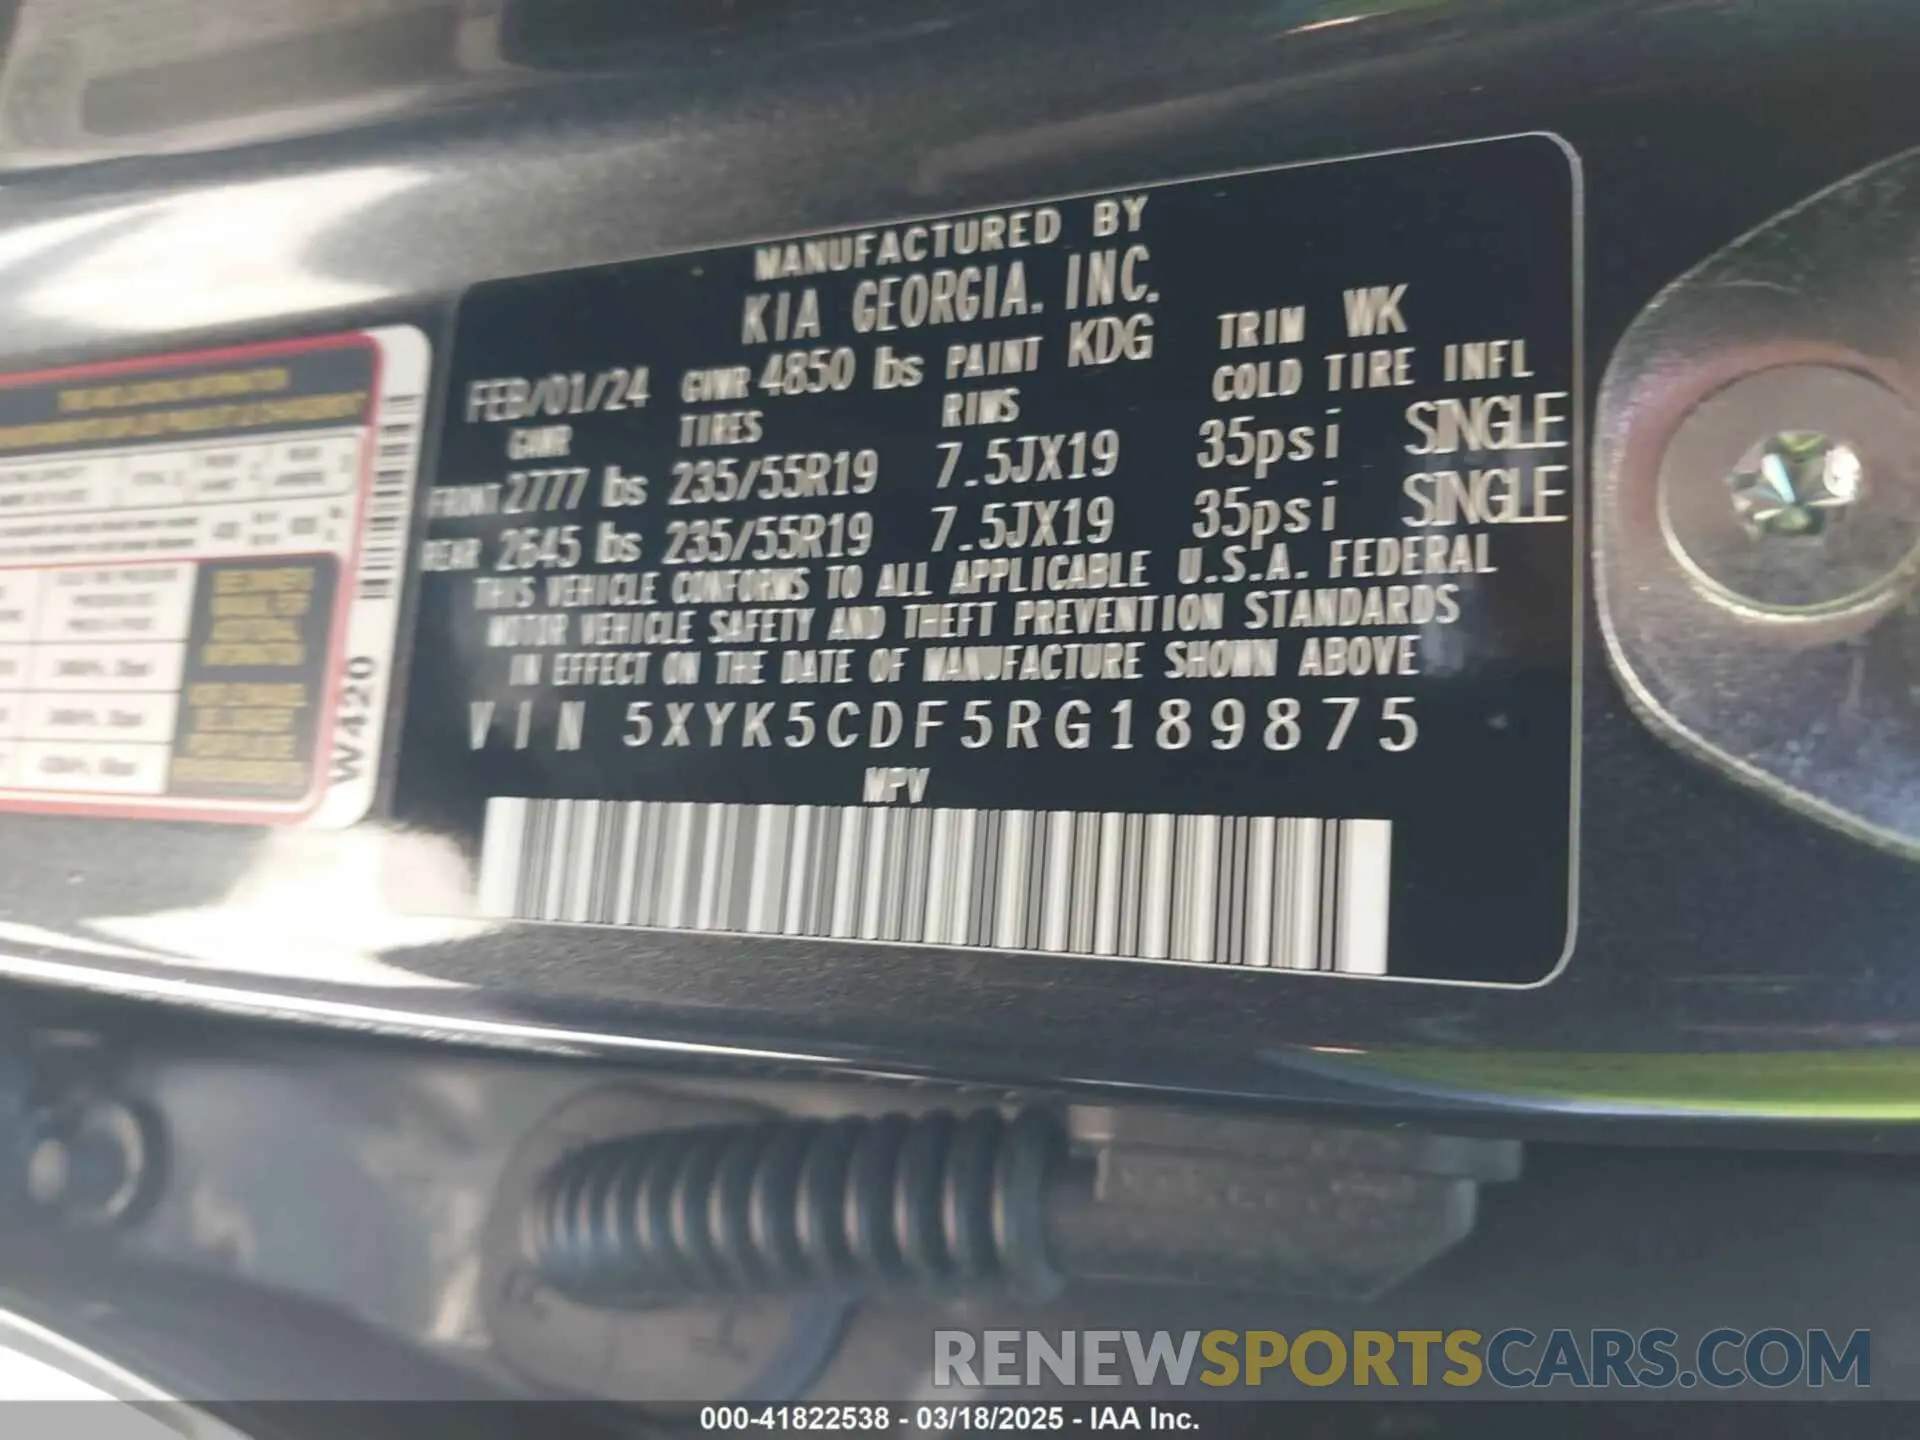 MANUFACTURED BY
KIA GEORGIA. INC.
FEB/01/24 GVWR 4850 lbs PAINT KDG TRIM WK
GAWR TIRES RIMS COLD TIRE INFL
FRONT 2777 lbs 235/55R19 7.5JX19 35psi SINGLE
REAR 2645 lbs 235/55R19 7.5JX19 35psi SINGLE
THIS VEHICLE CONFORMS TO ALL APPLICABLE U.S.A. FEDERAL
MOTOR VEHICLE SAFETY AND THEFT PREVENTION STANDARDS
IN EFFECT ON THE DATE OF MANUFACTURE SHOWN ABOVE
VIN 5XYK5CDF5RG189875
MPV
W420
RENEWSPORTSCARS.COM
000-41822538 - 03/18/2025 - IAA Inc.